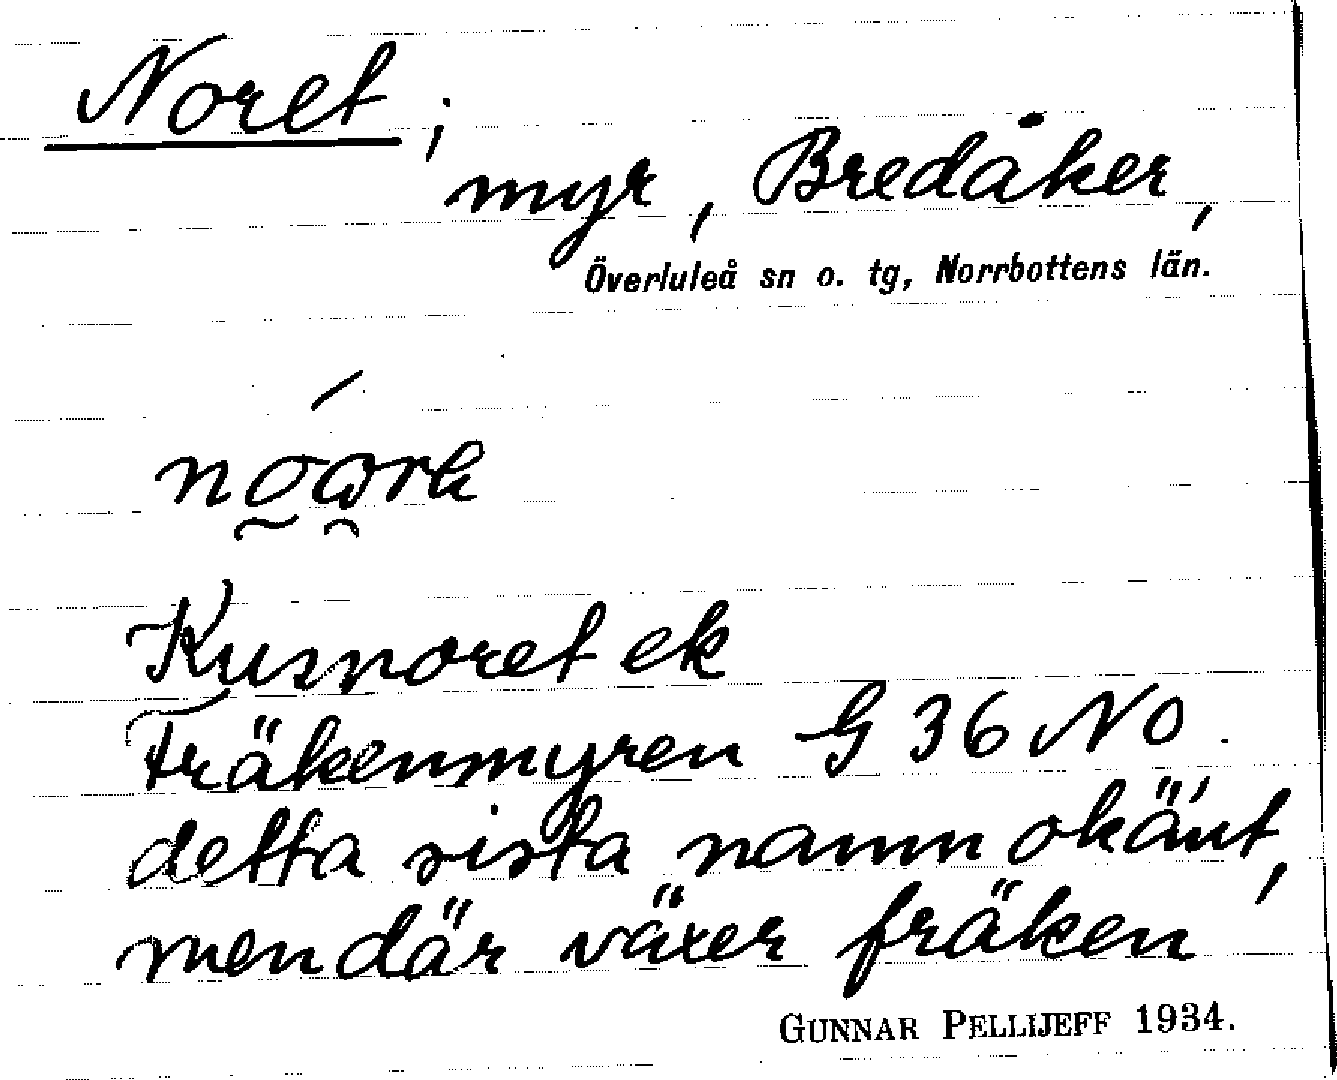 Noret,
myr, Bredåker,
Överluleå sn o. tg, Norrbottens län.
Kusnoret ek
Fräkenmyren G 36 NO.
detta sista namn okänt,
men där växer fräken
GUNNAR PELLIJEFF 1934.